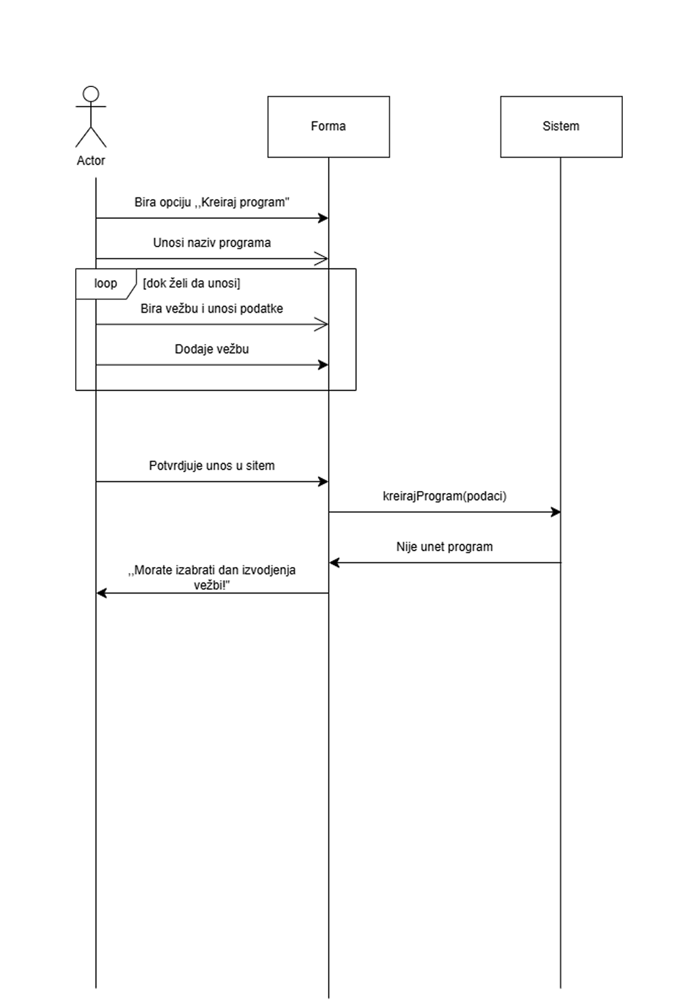 Actor
Forma
Sistem
Bira opciju ,,Kreiraj program"
Unosi naziv programa
loop
[dok želi da unosi]
Bira vežbu i unosi podatke
Dodaje vežbu
Potvrdjuje unos u sitem
kreirajProgram(podaci)
Nije unet program
,,Morate izabrati dan izvodjenja
vežbi!"